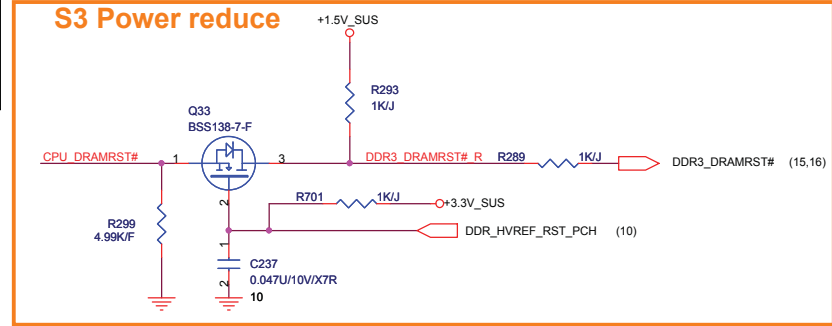 S3 Power reduce
+1.5V_SUS
R293
1K/J
Q33
BSS138-7-F
CPU_DRAMRST#
1
3
DDR3_DRAMRST#_R
R289
1K/J
DDR3_DRAMRST# (15,16)
2
R701
1K/J
+3.3V_SUS
R299
4.99K/F
DDR_HVREF_RST_PCH (10)
1
C237
0.047U/10V/X7R
2
10